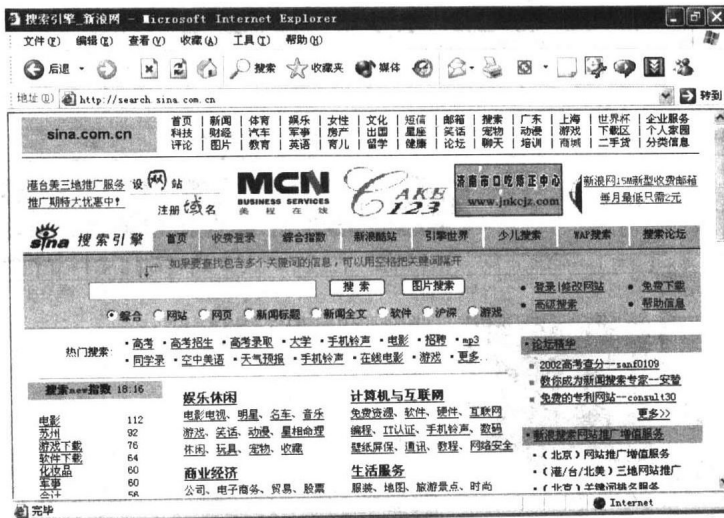 搜索引擎_新浪网 - Microsoft Internet Explorer
文件(F) 编辑(E) 查看(V) 收藏(A) 工具(T) 帮助(H)
后退 搜索 收藏夹 媒体
地址(D) http://search.sina.com.cn 转到
sina.com.cn
首页 | 新闻 | 体育 | 娱乐 | 女性 | 文化 | 短信 | 邮箱 | 搜索 | 广东 | 上海 | 世界杯 | 企业服务
科技 | 财经 | 汽车 | 军事 | 房产 | 出国 | 星座 | 笑话 | 宠物 | 动漫 | 游戏 | 下载区 | 个人家园
评论 | 图片 | 教育 | 英语 | 育儿 | 留学 | 健康 | 论坛 | 聊天 | 培训 | 商城 | 二手货 | 分类信息
港台美三地推广服务
推广期特大优惠中!
设网站
注册域名
MCN
BUSINESS SERVICES
美程在线
CAKE
123
济南市口吃矫正中心
www.jnkcjz.com
新浪网15M新型收费邮箱
每月最低只需2元
sina 搜索引擎 首页 收费登录 综合指数 新浪酷站 引擎世界 少儿搜索 WAP搜索 搜索论坛
如果要查找包含多个关键词的信息,可以用空格把关键词隔开
搜索 图片搜索
• 登录|修改网站 • 免费下载
• 高级搜索 • 帮助信息
综合 网站 网页 新闻标题 新闻全文 软件 沪深 游戏
热门搜索:
•高考 •高考招生 •高考录取 •大学 •手机铃声 •电影 •招聘 •mp3
•同学录 •空中美语 •天气预报 •手机铃声 •在线电影 •游戏 •更多
搜索new指数 18:16
电影 112
苏州 92
游戏下载 76
软件下载 64
化妆品 60
军事 60
会计 56
娱乐休闲
电影电视、明星、名车、音乐
游戏、笑话、动漫、星相命理
休闲、玩具、宠物、收藏
商业经济
公司、电子商务、贸易、股票
计算机与互联网
免费资源、软件、硬件、互联网
编程、IT认证、手机铃声、数码
壁纸屏保、通讯、教程、网络安全
生活服务
服装、地图、旅游景点、时尚
•论坛精华
2002高考查分--sanf0109
教你成为新闻搜索专家--安暂
免费的专利网站--consult30
更多>>
•新浪搜索网站推广增值服务
•(北京)网站推广增值服务
•(港/台/北美)三地网站推广
•(北京)关键词排名服务
完毕 Internet